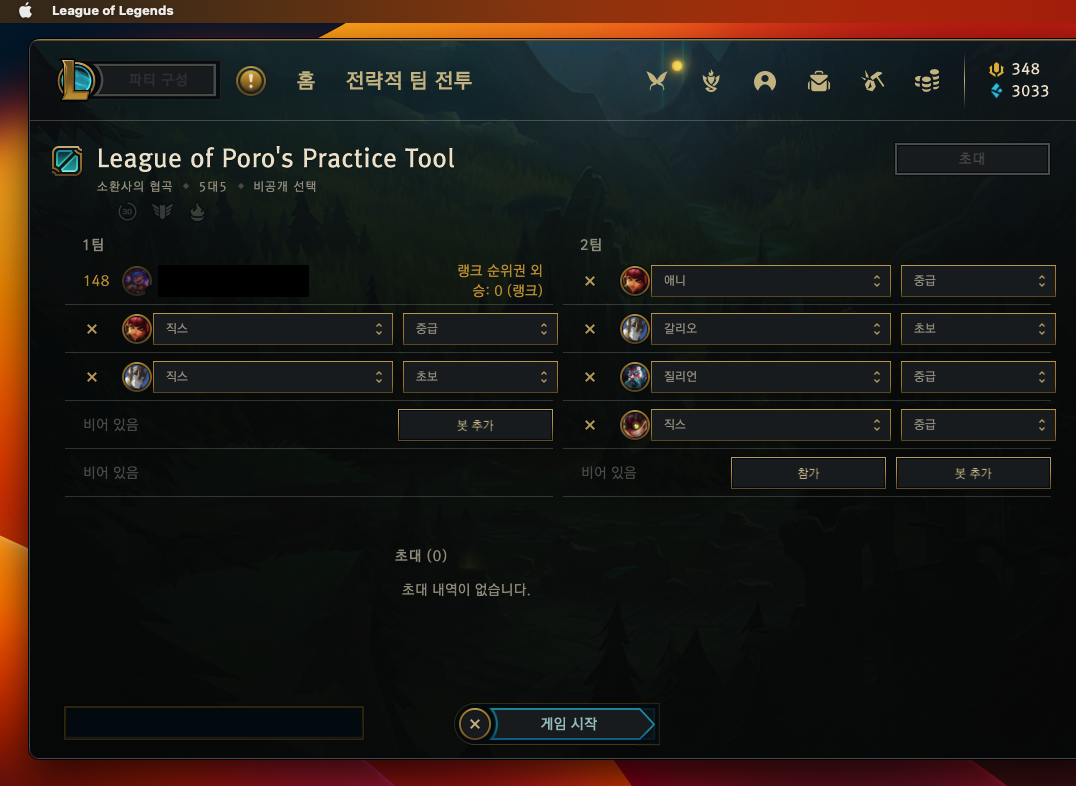 League of Legends
파티 구성
홈
전략적 팀 전투
348
3033
League of Poro's Practice Tool
초대
소환사의 협곡 • 5대5 • 비공개 선택
30
1팀
148
랭크 순위권 외
승: 0 (랭크)
직스
중급
직스
초보
비어 있음
봇 추가
비어 있음
2팀
애니
중급
갈리오
초보
질리언
중급
직스
중급
비어 있음
참가
봇 추가
초대 (0)
초대 내역이 없습니다.
게임 시작